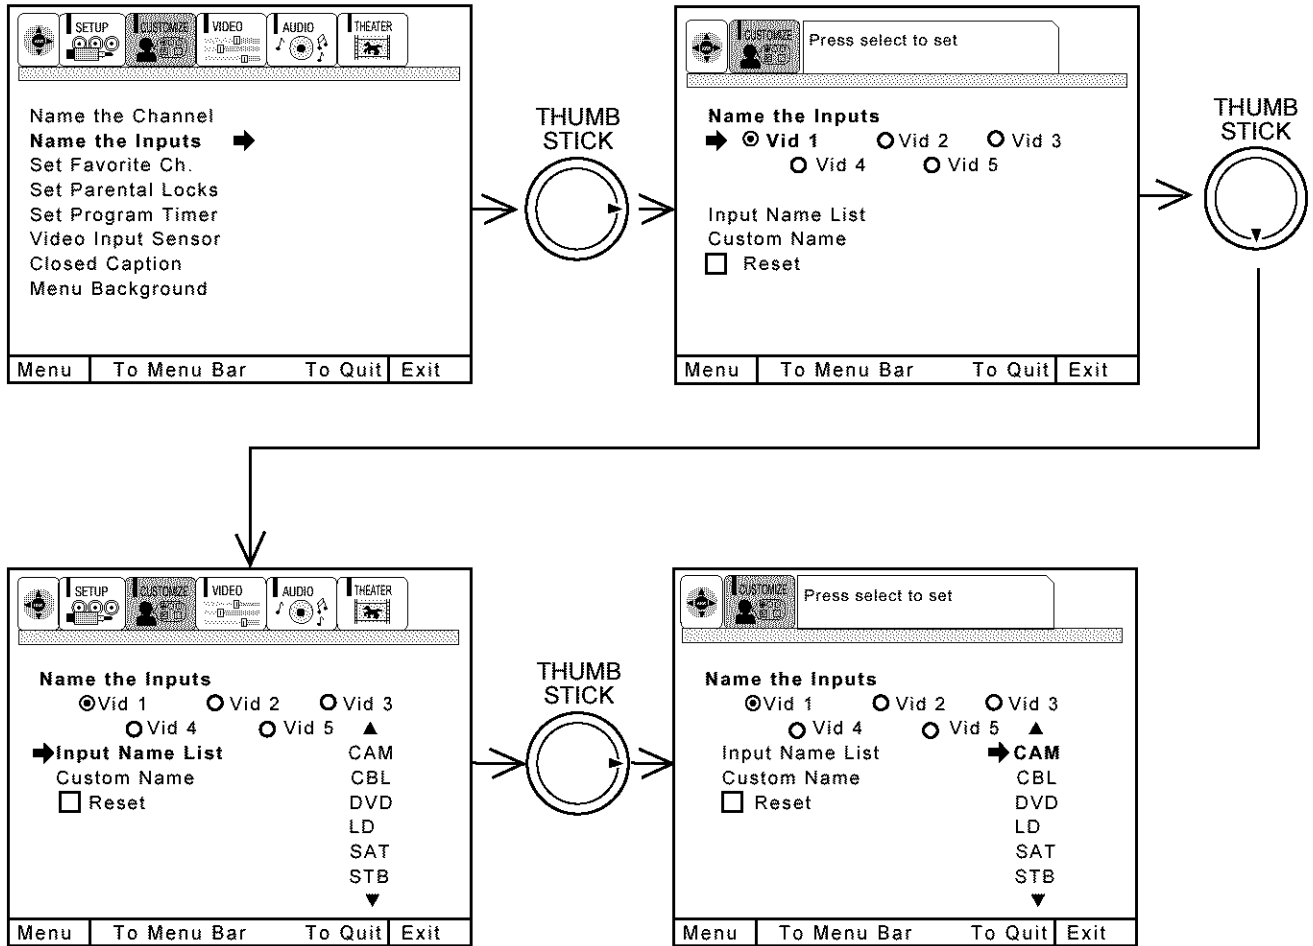 SETUP CUSTOMIZE VIDEO AUDIO THEATER
Name the Channel
Name the Inputs
Set Favorite Ch.
Set Parental Locks
Set Program Timer
Video Input Sensor
Closed Caption
Menu Background
Menu To Menu Bar To Quit Exit
THUMB
STICK
CUSTOMIZE Press select to set
Name the Inputs
Vid 1 Vid 2 Vid 3
Vid 4 Vid 5
Input Name List
Custom Name
Reset
Menu To Menu Bar To Quit Exit
THUMB
STICK
SETUP CUSTOMIZE VIDEO AUDIO THEATER
Name the Inputs
Vid 1 Vid 2 Vid 3
Vid 4 Vid 5
Input Name List CAM
Custom Name CBL
Reset DVD
LD
SAT
STB
Menu To Menu Bar To Quit Exit
THUMB
STICK
CUSTOMIZE Press select to set
Name the Inputs
Vid 1 Vid 2 Vid 3
Vid 4 Vid 5
Input Name List CAM
Custom Name CBL
Reset DVD
LD
SAT
STB
Menu To Menu Bar To Quit Exit